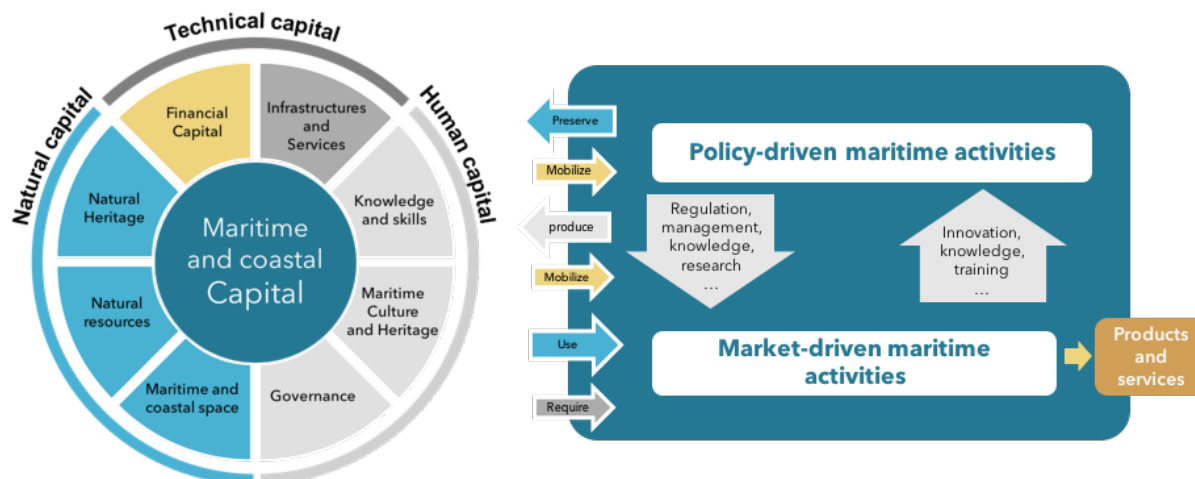 Technical capital
Natural capital
Human capital
Financial
Capital
Infrastructures
and
Services
Natural
Heritage
Knowledge
and skills
Maritime
and coastal
Capital
Natural
resources
Maritime
Culture
and Heritage
Maritime and
coastal space
Governance
Preserve
Mobilize
produce
Mobilize
Use
Require
Policy-driven maritime activities
Regulation,
management,
knowledge,
research
...
Innovation,
knowledge,
training
...
Market-driven maritime
activities
Products
and
services